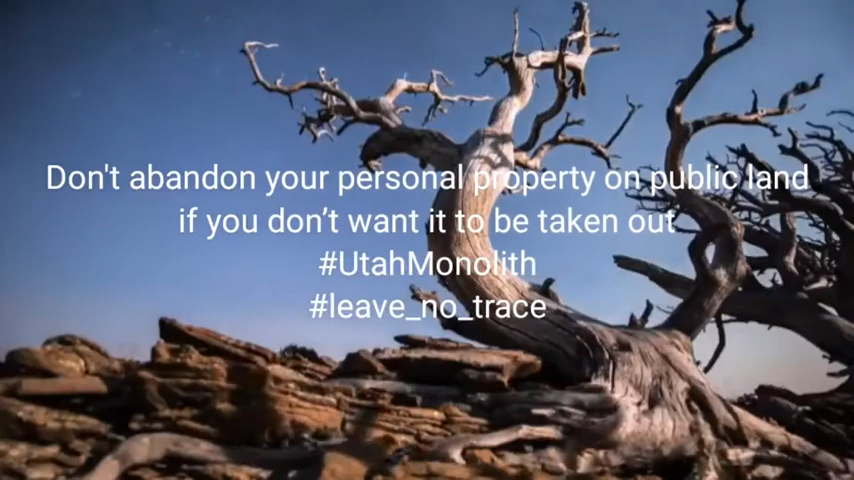 Don't abandon your personal property on public land
if you don’t want it to be taken out
#UtahMonolith
#leave_no_trace